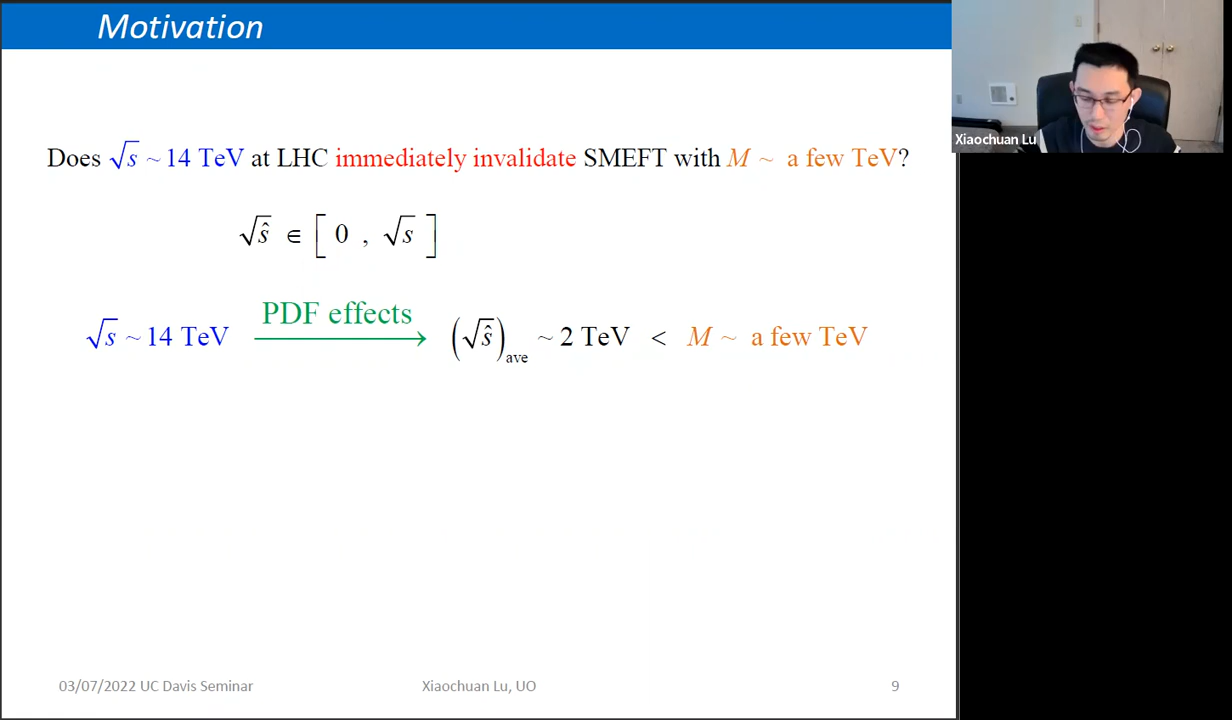 Motivation
Xiaochuan Lu
Does √s ~ 14 TeV at LHC immediately invalidate SMEFT with M ~ a few TeV?
√ŝ ∈ [ 0 , √s ]
PDF effects
√s ~ 14 TeV ⟶ (√ŝ)ave ~ 2 TeV < M ~ a few TeV
03/07/2022 UC Davis Seminar Xiaochuan Lu, UO 9